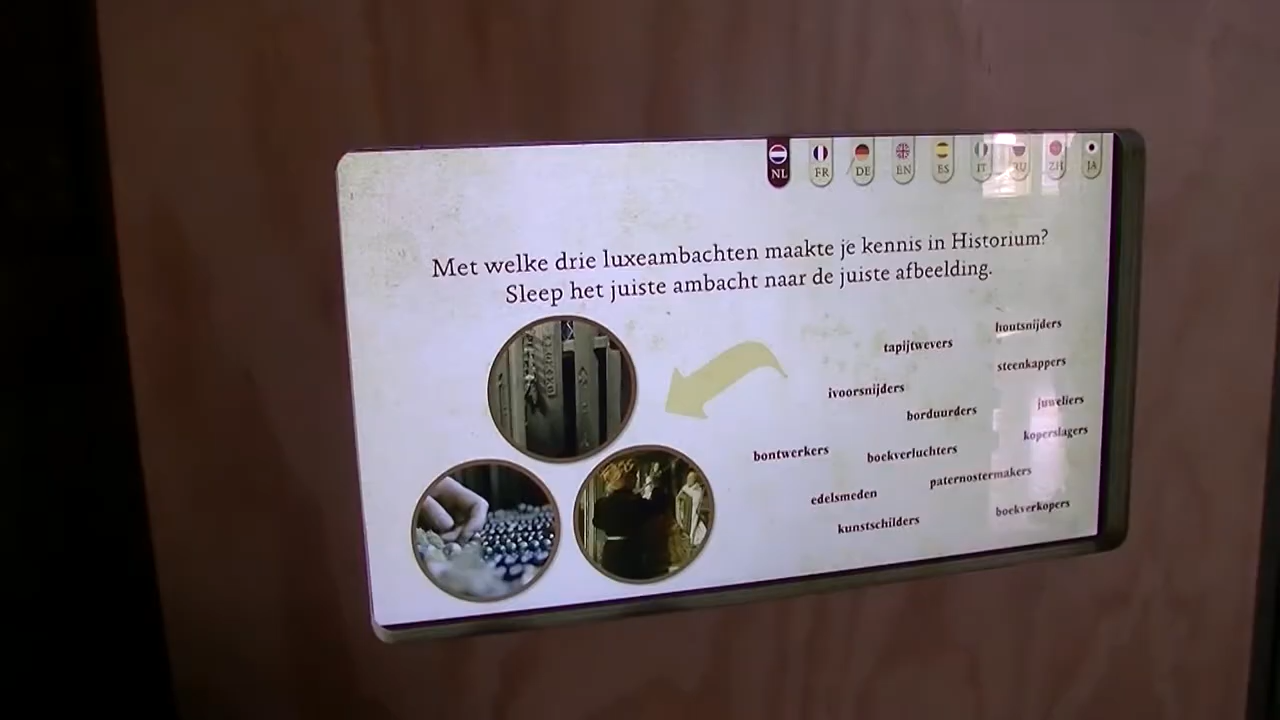 NL FR DE EN ES IT RU ZH JA
Met welke drie luxeambachten maakte je kennis in Historium?
Sleep het juiste ambacht naar de juiste afbeelding.
houtsnijders
tapijtwevers
steenkappers
ivoorsnijders
juweliers
borduurders
koperslagers
bontwerkers
boekverluchters
paternostermakers
edelsmeden
boekverkopers
kunstschilders